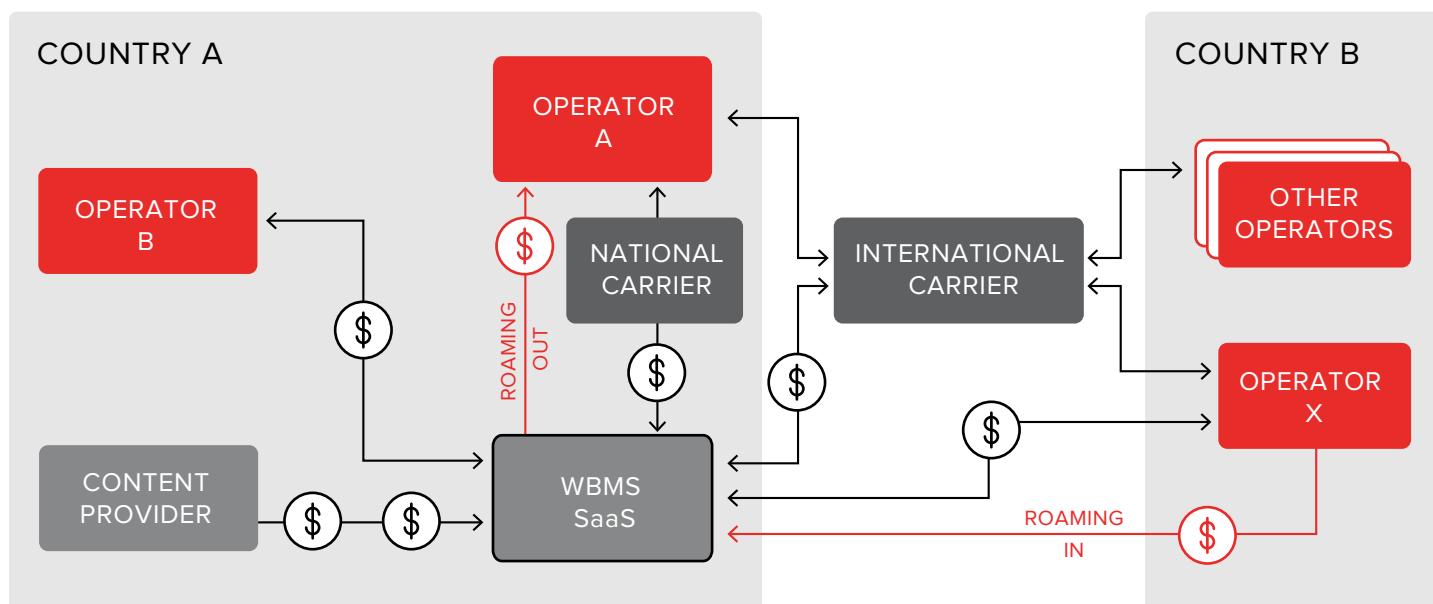 COUNTRY A
COUNTRY B
OPERATOR
A
OPERATOR
B
OTHER
OPERATORS
$
NATIONAL
CARRIER
INTERNATIONAL
CARRIER
ROAMING
OUT
$
$
$
OPERATOR
X
$
CONTENT
PROVIDER
$
$
WBMS
SaaS
ROAMING
IN
$